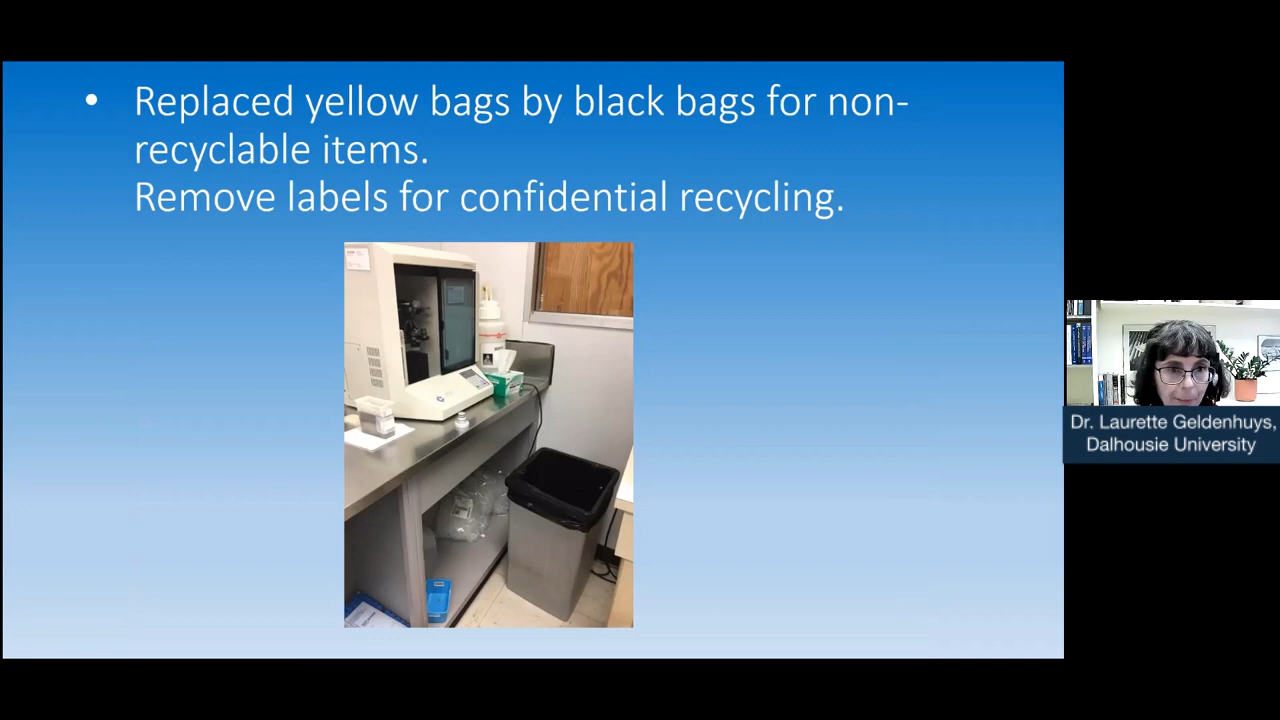 • Replaced yellow bags by black bags for non-
recyclable items.
Remove labels for confidential recycling.
Dr. Laurette Geldenhuys,
Dalhousie University